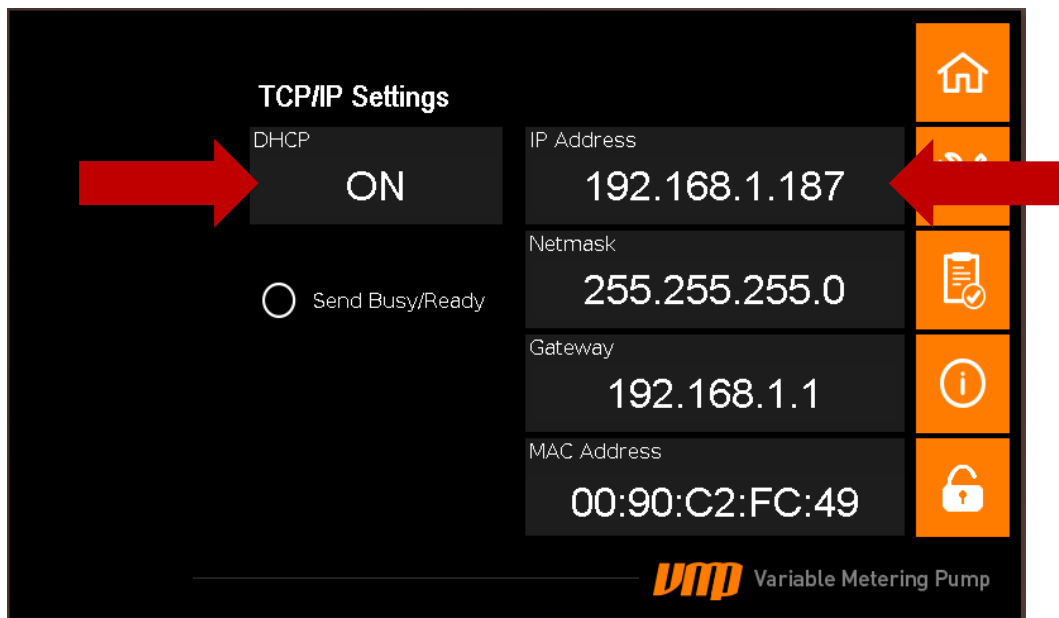 TCP/IP Settings
DHCP
ON
Send Busy/Ready
IP Address
192.168.1.187
Netmask
255.255.255.0
Gateway
192.168.1.1
MAC Address
00:90:C2:FC:49
vmp Variable Metering Pump